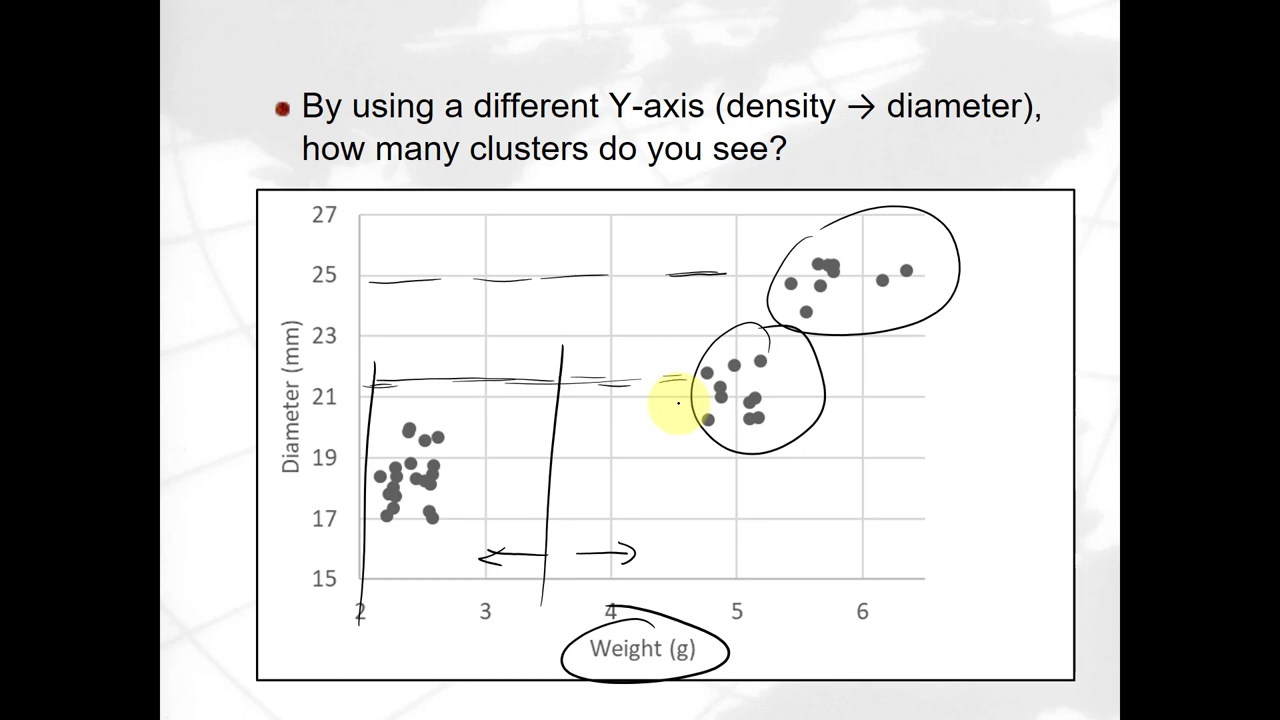 By using a different Y-axis (density → diameter),
how many clusters do you see?
27
25
23
21
19
17
15
Diameter (mm)
2 3 4 5 6
Weight (g)